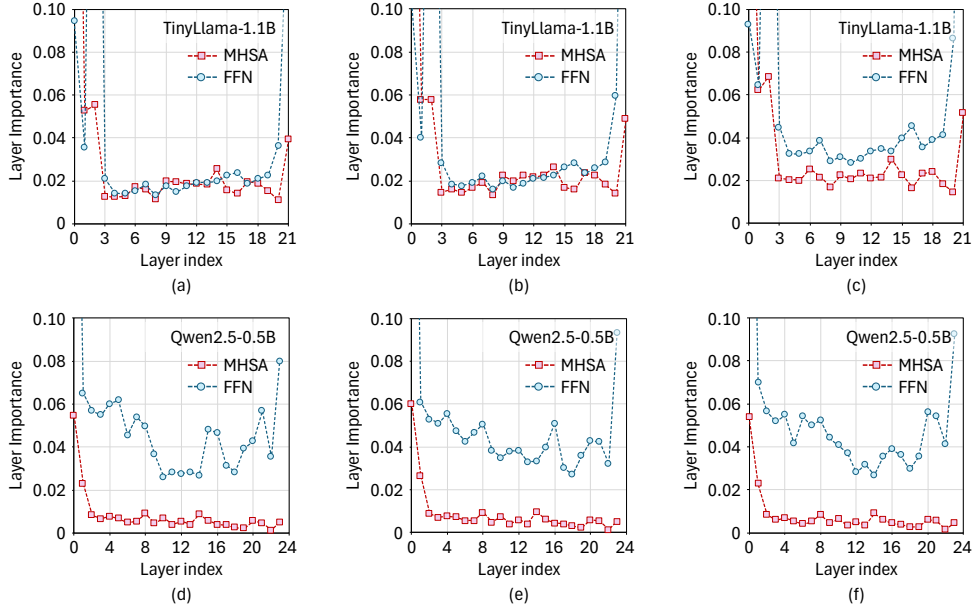 0.10
TinyLlama-1.1B
MHSA
FFN
0.08
0.06
0.04
0.02
0
Layer Importance
0 3 6 9 12 15 18 21
Layer index
(a)
0.10
TinyLlama-1.1B
MHSA
FFN
0.08
0.06
0.04
0.02
0
Layer Importance
0 3 6 9 12 15 18 21
Layer index
(b)
0.10
TinyLlama-1.1B
MHSA
FFN
0.08
0.06
0.04
0.02
0
Layer Importance
0 3 6 9 12 15 18 21
Layer index
(c)
0.10
Qwen2.5-0.5B
MHSA
FFN
0.08
0.06
0.04
0.02
0
Layer Importance
0 4 8 12 16 20 24
Layer index
(d)
0.10
Qwen2.5-0.5B
MHSA
FFN
0.08
0.06
0.04
0.02
0
Layer Importance
0 4 8 12 16 20 24
Layer index
(e)
0.10
Qwen2.5-0.5B
MHSA
FFN
0.08
0.06
0.04
0.02
0
Layer Importance
0 4 8 12 16 20 24
Layer index
(f)